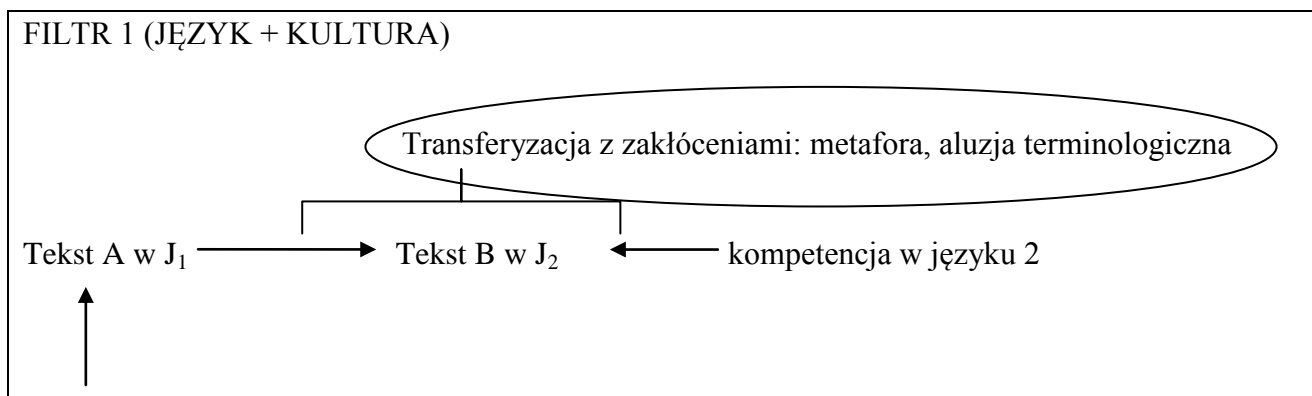 FILTR 1 (JĘZYK + KULTURA)
Transferyzacja z zakłóceniami: metafora, aluzja terminologiczna
Tekst A w J₁ Tekst B w J₂ kompetencja w języku 2